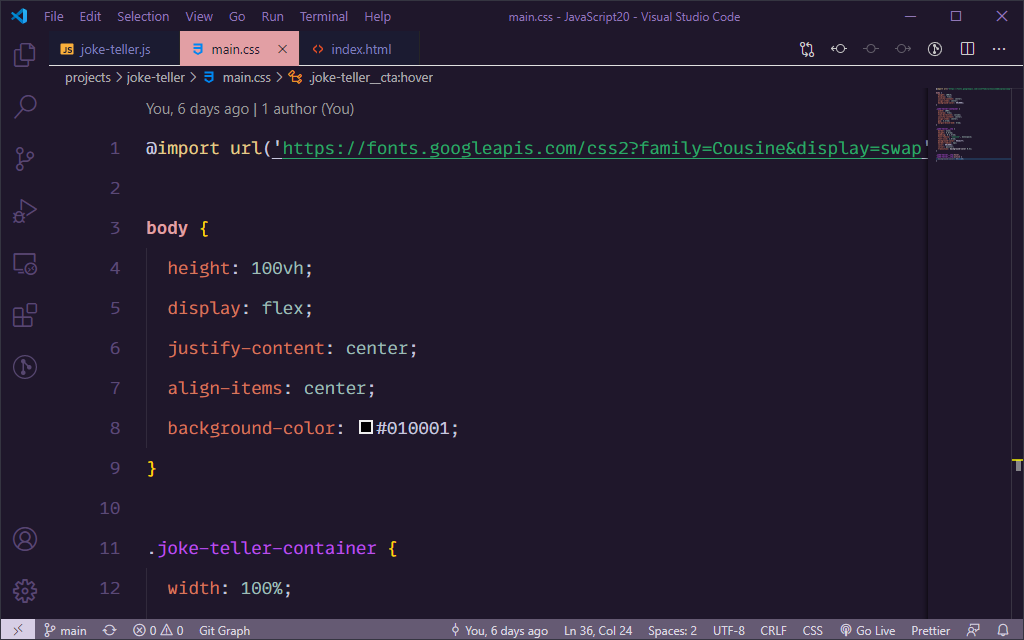 File Edit Selection View Go Run Terminal Help main.css - JavaScript20 - Visual Studio Code
JS joke-teller.js main.css index.html
projects > joke-teller > main.css > .joke-teller__cta:hover
You, 6 days ago | 1 author (You)
1 @import url('https://fonts.googleapis.com/css2?family=Cousine&display=swap'
2
3 body {
4 height: 100vh;
5 display: flex;
6 justify-content: center;
7 align-items: center;
8 background-color: #010001;
9 }
10
11 .joke-teller-container {
12 width: 100%;
main 0 0 Git Graph You, 6 days ago Ln 36, Col 24 Spaces: 2 UTF-8 CRLF CSS Go Live Prettier